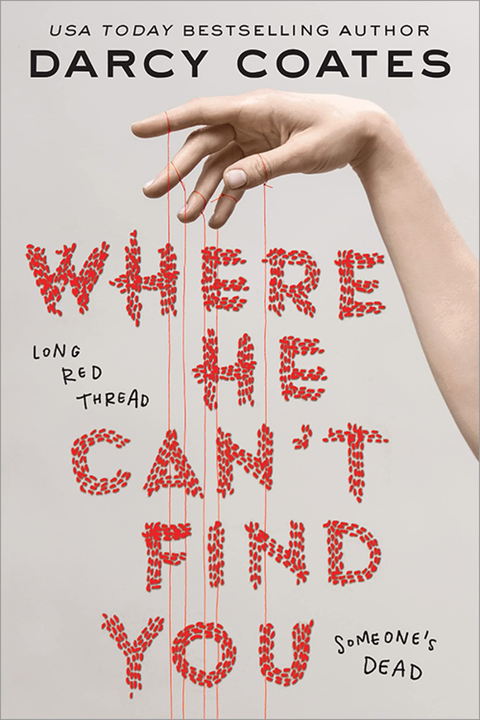 USA TODAY BESTSELLING AUTHOR
DARCY COATES
WHERE
HE
LONG
RED
THREAD
CAN'T
FIND
YOU
SOMEONE'S
DEAD